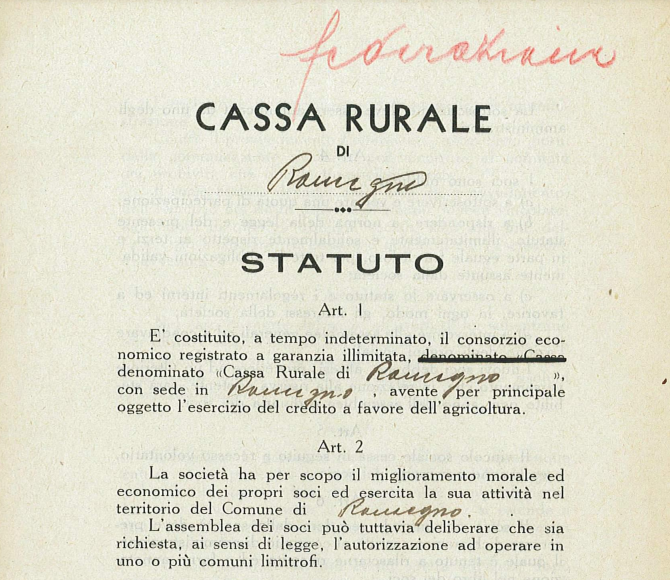 federazione
CASSA RURALE
DI
Roncegno
STATUTO
Art. 1
E' costituito, a tempo indeterminato, il consorzio eco-
nomico registrato a garanzia illimitata, denominato «Cassa
denominato «Cassa Rurale di Roncegno »,
con sede in Roncegno, avente per principale
oggetto l'esercizio del credito a favore dell'agricoltura.
Art. 2
La società ha per scopo il miglioramento morale ed
economico dei propri soci ed esercita la sua attività nel
territorio del Comune di Roncegno.
L'assemblea dei soci può tuttavia deliberare che sia
richiesta, ai sensi di legge, l'autorizzazione ad operare in
uno o più comuni limitrofi.